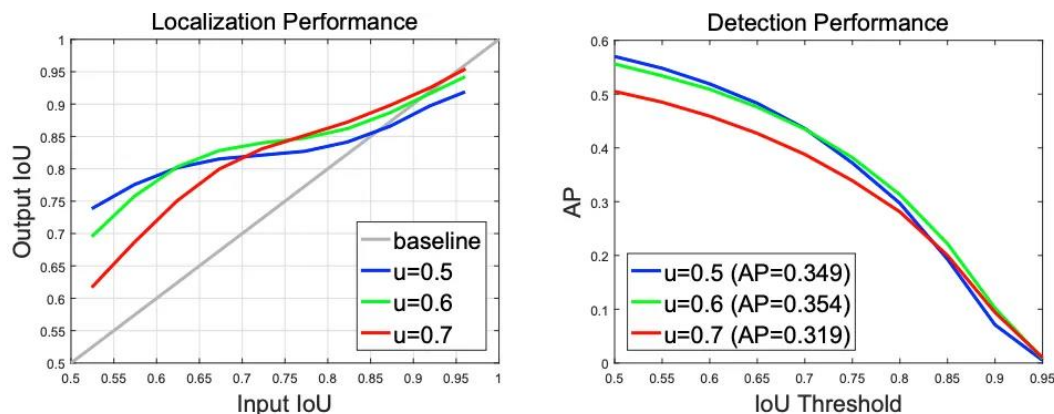 Localization Performance
1
0.95
0.9
0.85
0.8
0.75
0.7
0.65
0.6
0.55
0.5
Output IoU
baseline
u=0.5
u=0.6
u=0.7
0.5 0.55 0.6 0.65 0.7 0.75 0.8 0.85 0.9 0.95 1
Input IoU
Detection Performance
0.6
0.5
0.4
0.3
0.2
0.1
0
AP
u=0.5 (AP=0.349)
u=0.6 (AP=0.354)
u=0.7 (AP=0.319)
0.5 0.55 0.6 0.65 0.7 0.75 0.8 0.85 0.9 0.95
IoU Threshold